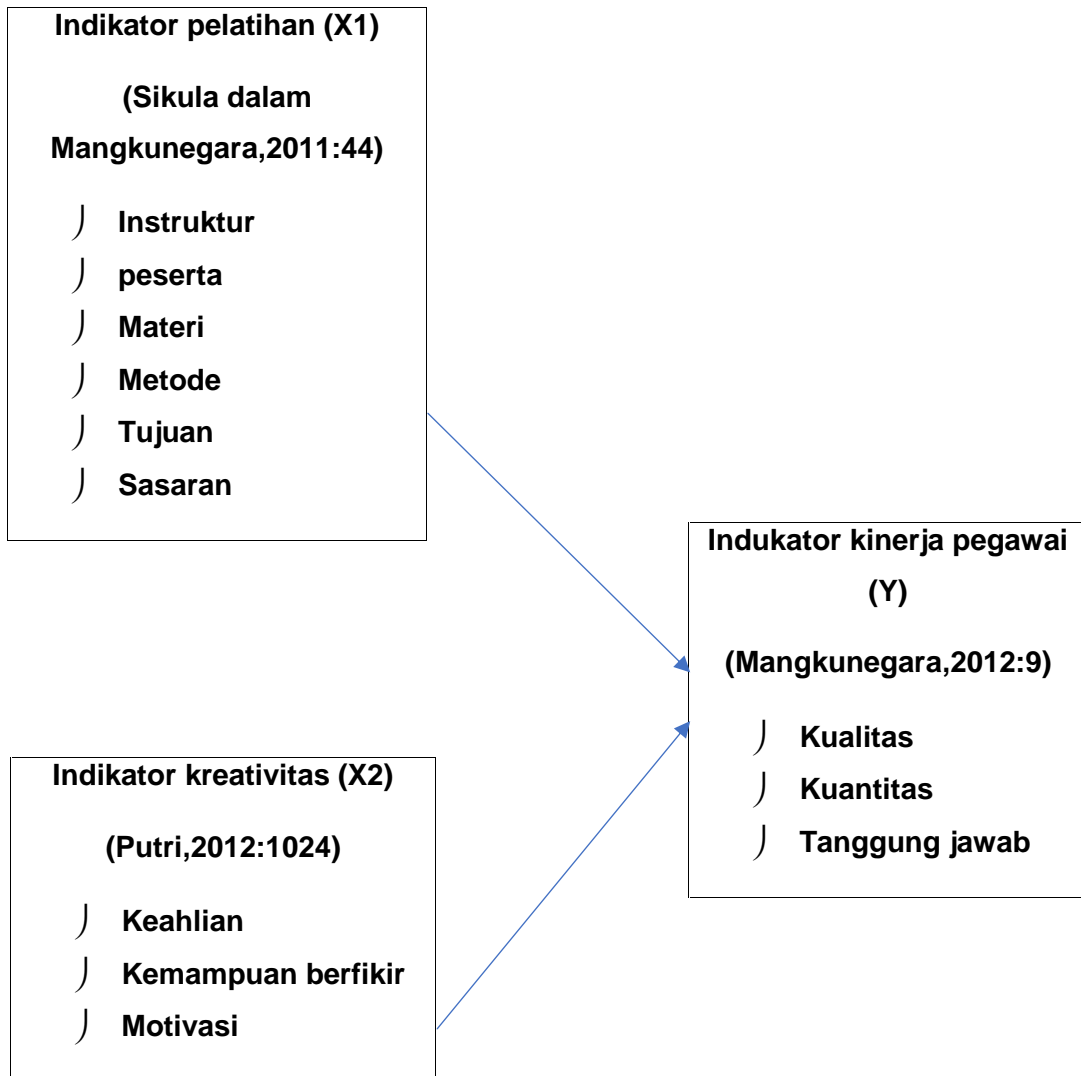 Indikator pelatihan (X1)
(Sikula dalam
Mangkunegara,2011:44)
Instruktur
peserta
Materi
Metode
Tujuan
Sasaran
Indukator kinerja pegawai
(Y)
(Mangkunegara,2012:9)
Kualitas
Kuantitas
Tanggung jawab
Indikator kreativitas (X2)
(Putri,2012:1024)
Keahlian
Kemampuan berfikir
Motivasi